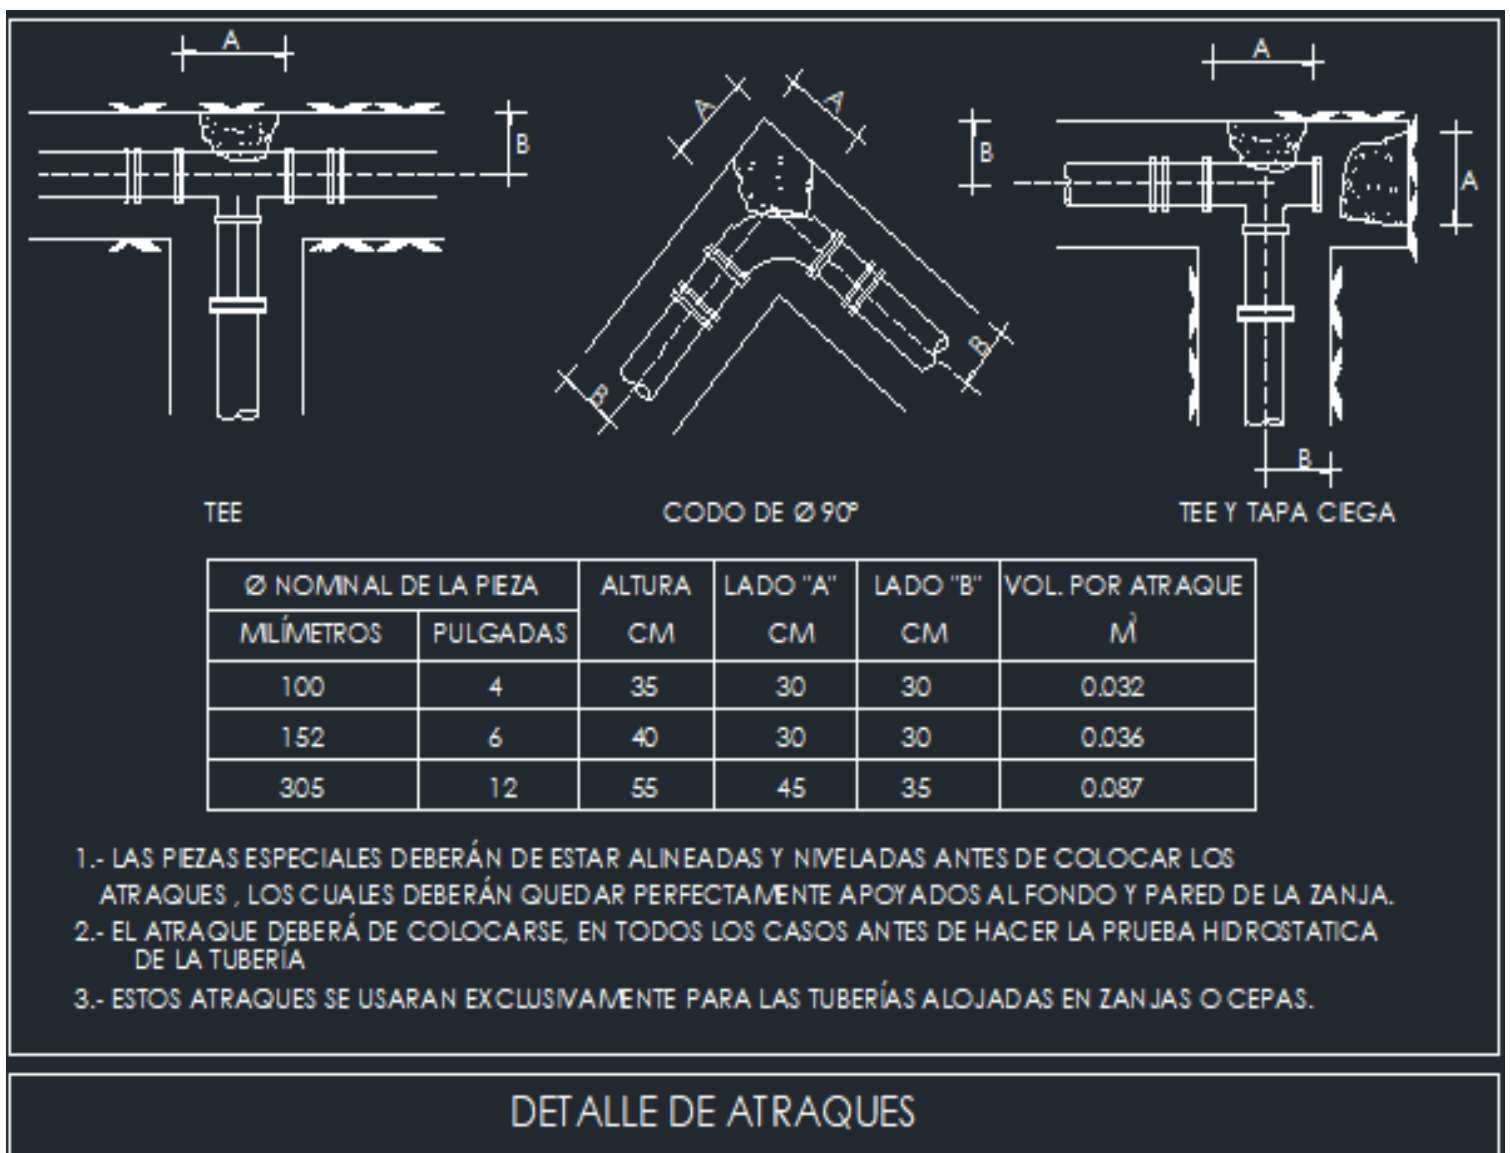 A
B
TEE
A
A
B
B
CODO DE Ø 90°
A
B
A
B
TEE Y TAPA CIEGA
Ø NOMINAL DE LA PIEZA ALTURA LADO "A" LADO "B" VOL. POR ATRAQUE
MILÍMETROS PULGADAS CM CM CM M³
100 4 35 30 30 0.032
152 6 40 30 30 0.036
305 12 55 45 35 0.087
1.- LAS PIEZAS ESPECIALES DEBERÁN DE ESTAR ALINEADAS Y NIVELADAS ANTES DE COLOCAR LOS
ATRAQUES , LOS CUALES DEBERÁN QUEDAR PERFECTAMENTE APOYADOS AL FONDO Y PARED DE LA ZANJA.
2.- EL ATRAQUE DEBERÁ DE COLOCARSE, EN TODOS LOS CASOS ANTES DE HACER LA PRUEBA HIDROSTATICA
DE LA TUBERÍA
3.- ESTOS ATRAQUES SE USARAN EXCLUSIVAMENTE PARA LAS TUBERÍAS ALOJADAS EN ZANJAS O CEPAS.
DETALLE DE ATRAQUES